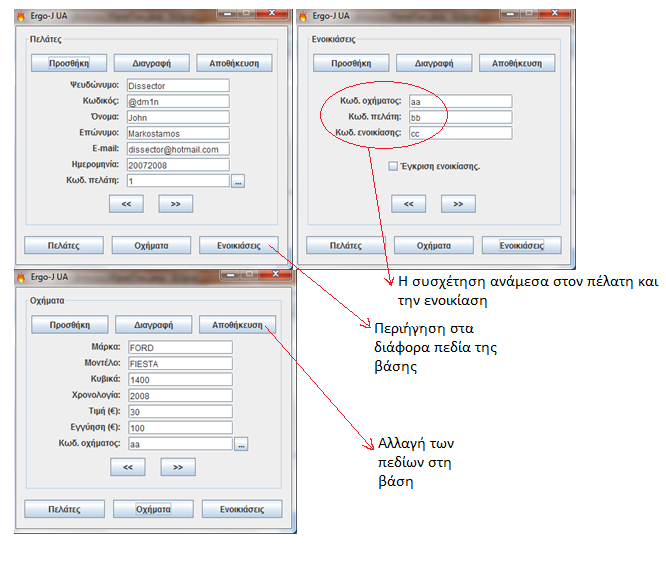 Ergo-J UA
Πελάτες
Προσθήκη Διαγραφή Αποθήκευση
Ψευδώνυμο: Dissector
Κωδικός: @dm1n
Όνομα: John
Επώνυμο: Markostamos
E-mail: dissector@hotmail.com
Ημερομηνία: 20072008
Κωδ. πελάτη: 1 ...
<< >>
Πελάτες Οχήματα Ενοικιάσεις
Ergo-J UA
Ενοικιάσεις
Προσθήκη Διαγραφή Αποθήκευση
Κωδ. οχήματος: aa
Κωδ. πελάτη: bb
Κωδ. ενοικίασης: cc
Έγκριση ενοικίασης.
<< >>
Πελάτες Οχήματα Ενοικιάσεις
Η συσχέτηση ανάμεσα στον πέλατη και
την ενοικίαση
Περιήγηση στα
διάφορα πεδία της
βάσης
Ergo-J UA
Οχήματα
Προσθήκη Διαγραφή Αποθήκευση
Μάρκα: FORD
Μοντέλο: FIESTA
Κυβικά: 1400
Χρονολογία: 2008
Τιμή (€): 30
Εγγύηση (€): 100
Κωδ. οχήματος: aa ...
<< >>
Πελάτες Οχήματα Ενοικιάσεις
Αλλαγή των
πεδίων στη
βάση